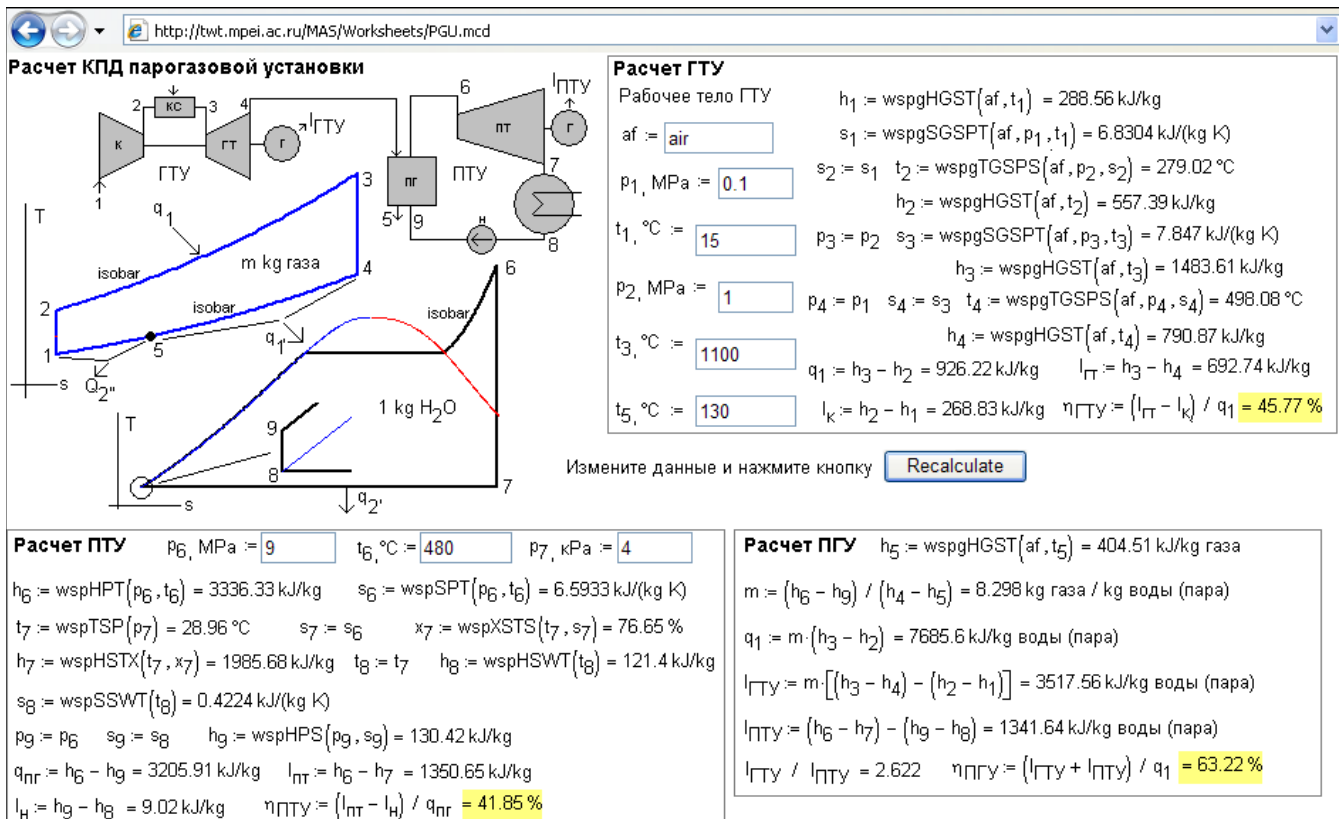 http://twt.mpei.ac.ru/MAS/Worksheets/PGU.mcd
Расчет КПД парогазовой установки
2 КС 3 4
К
ГТ
Г
lГТУ
ГТУ
1
6
lПТУ
ПТ
Г
7
ПГ
ПТУ
5
9
н
8
T
q1
3
isobar
m kg газа
4
2
isobar
1
5
q1'
s
Q2"
6
isobar
T
1 kg H2O
9
8
7
s
q2'
Расчет ГТУ
Рабочее тело ГТУ
af := air
p1, MPa := 0.1
t1, °C := 15
p2, MPa := 1
t3, °C := 1100
t5, °C := 130
h1 := wspgHGST(af, t1) = 288.56 kJ/kg
s1 := wspgSGSPT(af, p1, t1) = 6.8304 kJ/(kg K)
s2 := s1 t2 := wspgTGSPS(af, p2, s2) = 279.02 °C
h2 := wspgHGST(af, t2) = 557.39 kJ/kg
p3 := p2 s3 := wspgSGSPT(af, p3, t3) = 7.847 kJ/(kg K)
h3 := wspgHGST(af, t3) = 1483.61 kJ/kg
p4 := p1 s4 := s3 t4 := wspgTGSPS(af, p4, s4) = 498.08 °C
h4 := wspgHGST(af, t4) = 790.87 kJ/kg
q1 := h3 − h2 = 926.22 kJ/kg lГТ := h3 − h4 = 692.74 kJ/kg
lК := h2 − h1 = 268.83 kJ/kg ηГТУ := (lГТ − lК) / q1 = 45.77 %
Измените данные и нажмите кнопку Recalculate
Расчет ПТУ p6, MPa := 9 t6, °C := 480 p7, кPa := 4
h6 := wspHPT(p6, t6) = 3336.33 kJ/kg s6 := wspSPT(p6, t6) = 6.5933 kJ/(kg K)
t7 := wspTSP(p7) = 28.96 °C s7 := s6 x7 := wspXSTS(t7, s7) = 76.65 %
h7 := wspHSTX(t7, x7) = 1985.68 kJ/kg t8 := t7 h8 := wspHSWT(t8) = 121.4 kJ/kg
s8 := wspSSWT(t8) = 0.4224 kJ/(kg K)
p9 := p6 s9 := s8 h9 := wspHPS(p9, s9) = 130.42 kJ/kg
qпг := h6 − h9 = 3205.91 kJ/kg lпт := h6 − h7 = 1350.65 kJ/kg
lн := h9 − h8 = 9.02 kJ/kg ηПТУ := (lпт − lн) / qпг = 41.85 %
Расчет ПГУ h5 := wspgHGST(af, t5) = 404.51 kJ/kg газа
m := (h6 − h9) / (h4 − h5) = 8.298 kg газа / kg воды (пара)
q1 := m·(h3 − h2) = 7685.6 kJ/kg воды (пара)
lГТУ := m·[(h3 − h4) − (h2 − h1)] = 3517.56 kJ/kg воды (пара)
lПТУ := (h6 − h7) − (h9 − h8) = 1341.64 kJ/kg воды (пара)
lГТУ / lПТУ = 2.622 ηПГУ := (lГТУ + lПТУ) / q1 = 63.22 %